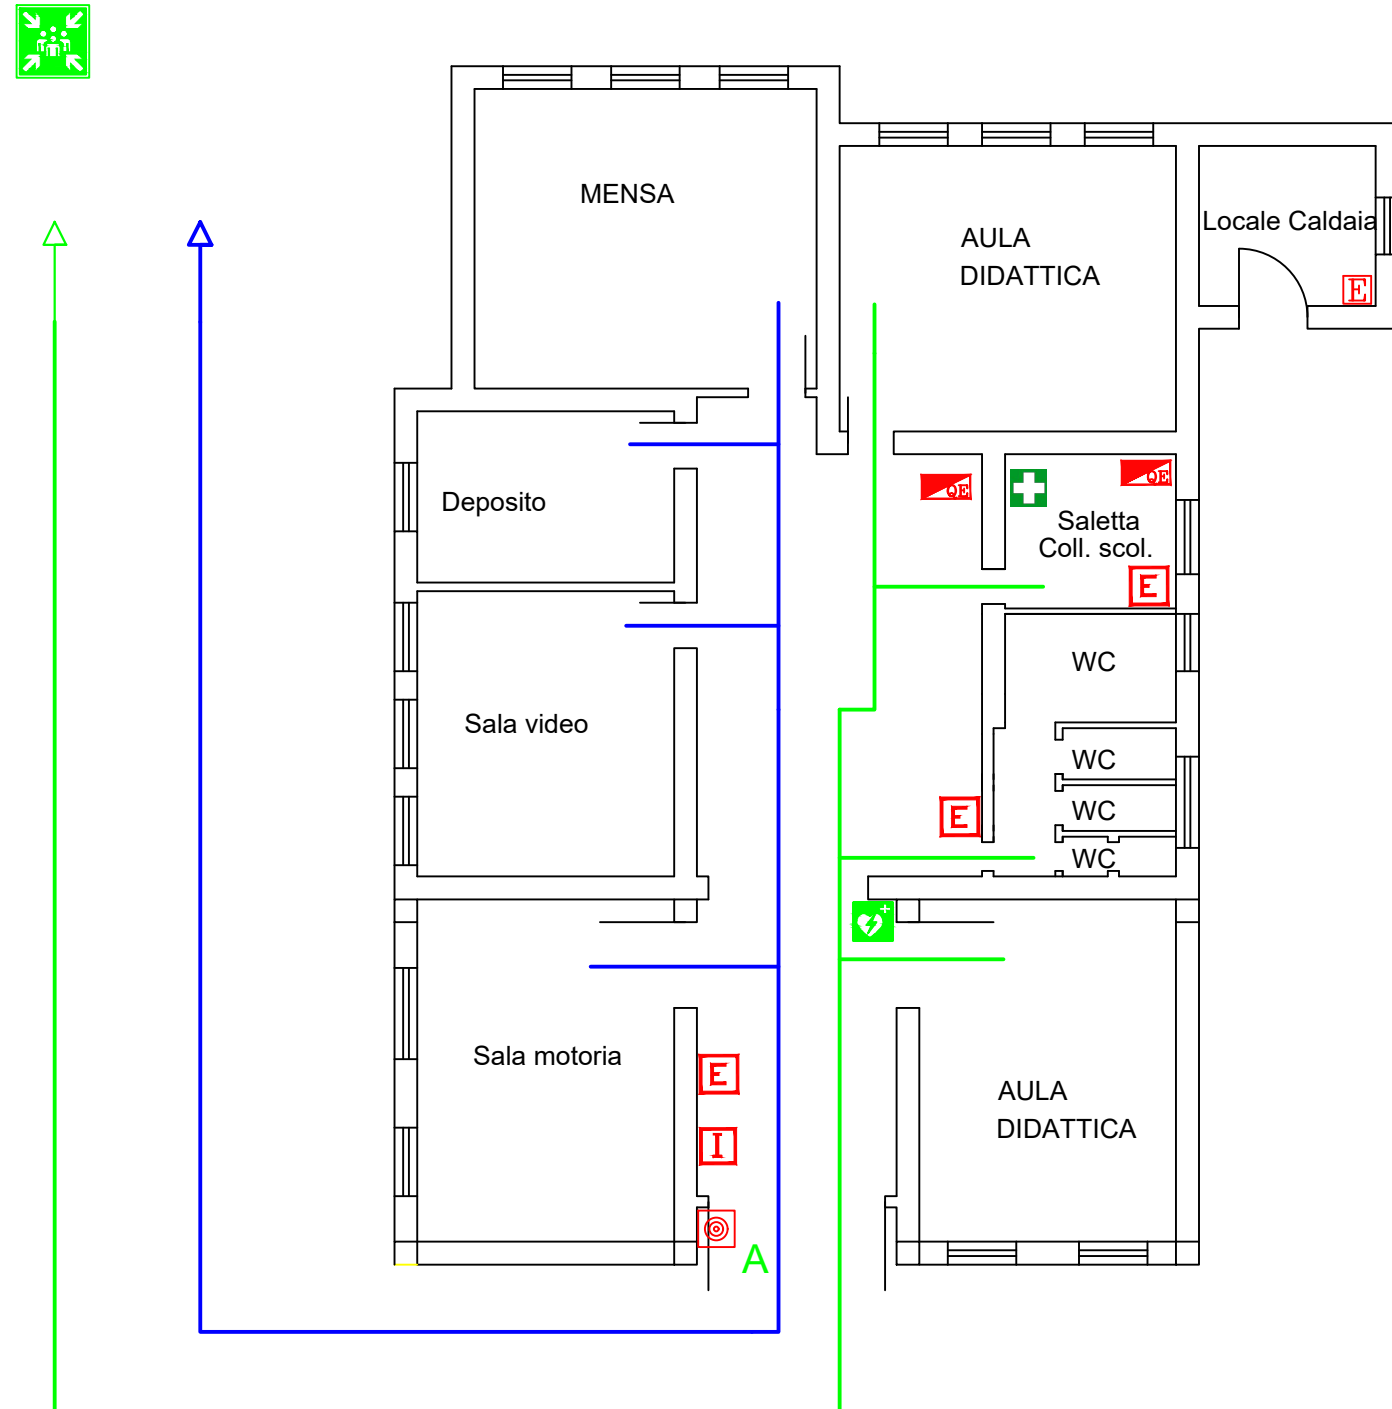 MENSA
Locale Caldaia
AULA
DIDATTICA
E
QE
QE
Deposito
Saletta
Coll. scol.
E
WC
Sala video
WC
WC
E
WC
Sala motoria
E
AULA
DIDATTICA
I
A